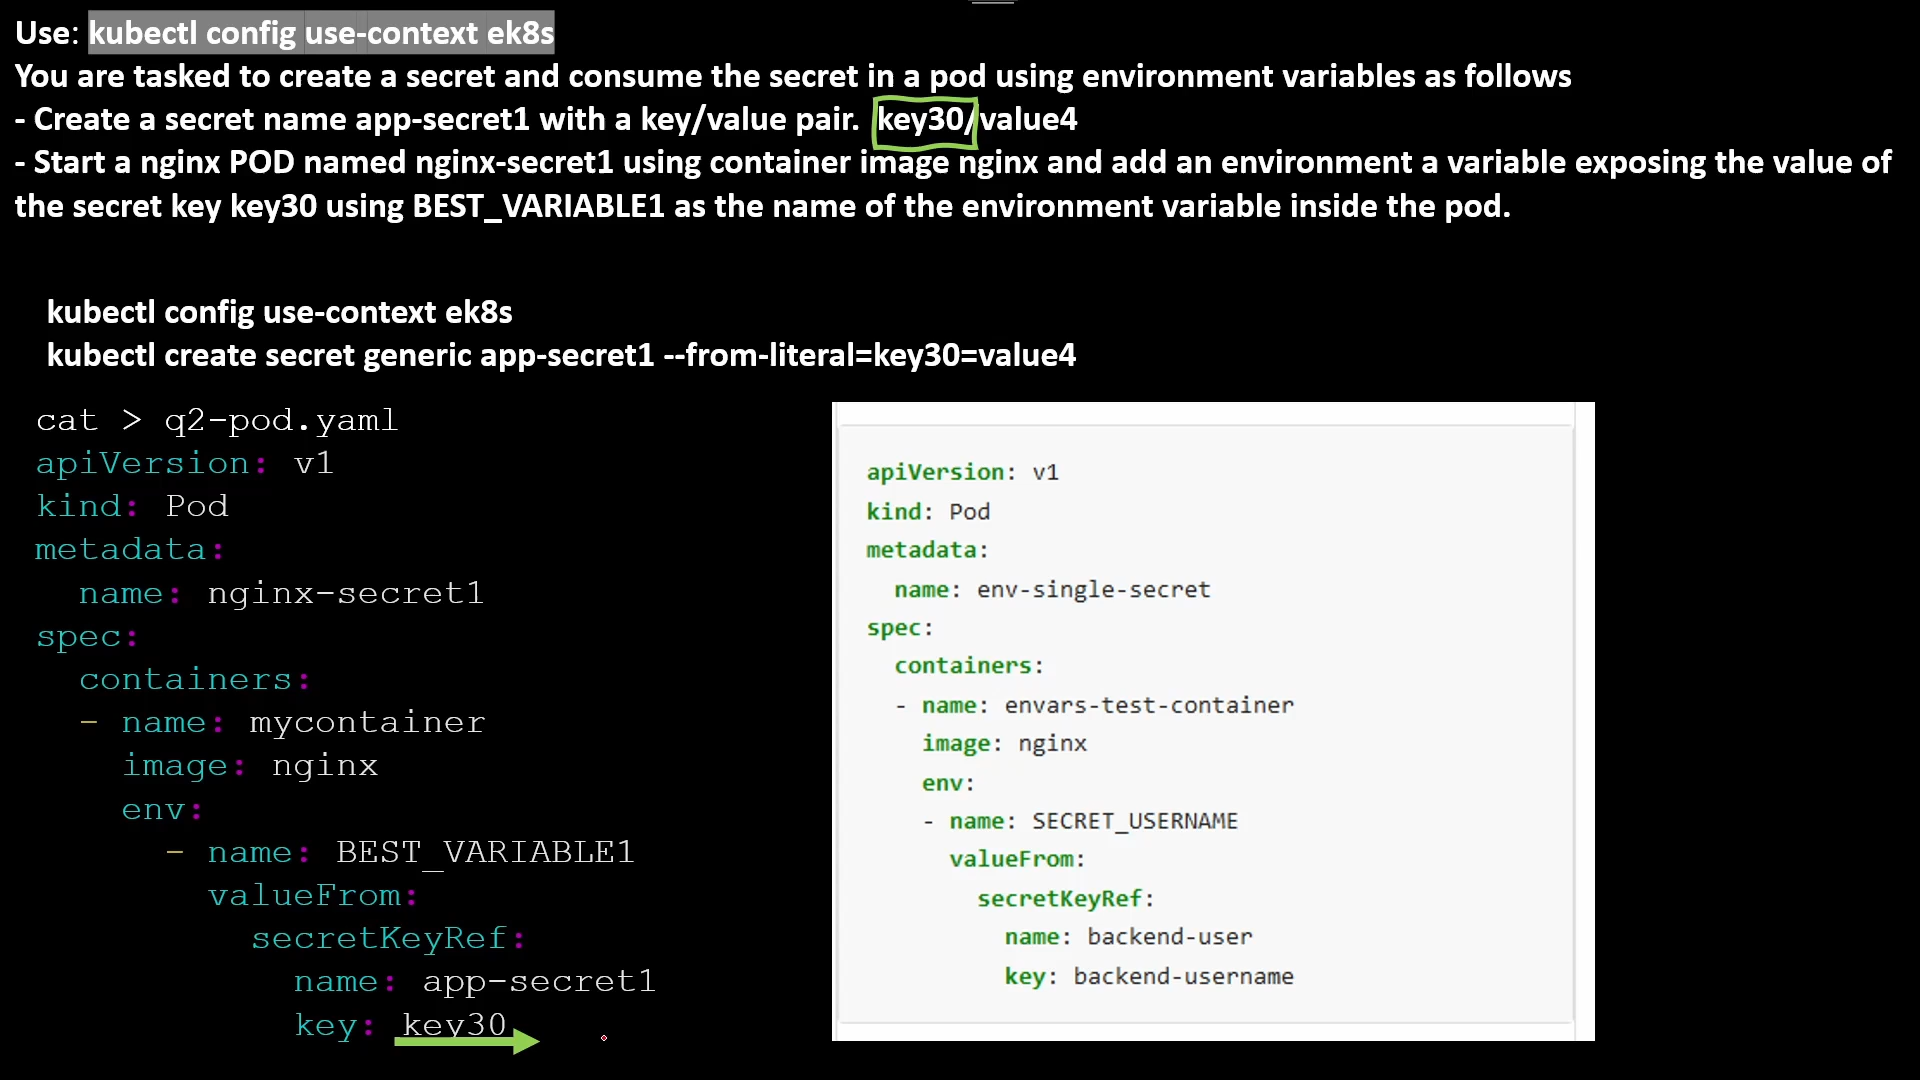 Use: kubectl config use-context ek8s
You are tasked to create a secret and consume the secret in a pod using environment variables as follows
- Create a secret name app-secret1 with a key/value pair. key30/value4
- Start a nginx POD named nginx-secret1 using container image nginx and add an environment a variable exposing the value of
the secret key key30 using BEST_VARIABLE1 as the name of the environment variable inside the pod.
kubectl config use-context ek8s
kubectl create secret generic app-secret1 --from-literal=key30=value4
cat > q2-pod.yaml
apiVersion: v1
kind: Pod
metadata:
  name: nginx-secret1
spec:
  containers:
  - name: mycontainer
    image: nginx
    env:
      - name: BEST_VARIABLE1
        valueFrom:
          secretKeyRef:
            name: app-secret1
            key: key30
apiVersion: v1
kind: Pod
metadata:
  name: env-single-secret
spec:
  containers:
  - name: envars-test-container
    image: nginx
    env:
    - name: SECRET_USERNAME
      valueFrom:
        secretKeyRef:
          name: backend-user
          key: backend-username